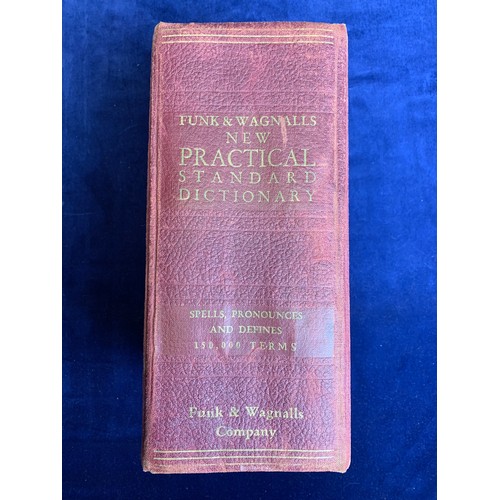 FUNK & WAGNALLS
NEW
PRACTICAL
STANDARD
DICTIONARY
SPELLS, PRONOUNCES
AND DEFINES
150,000 TERMS
Funk & Wagnalls
Company